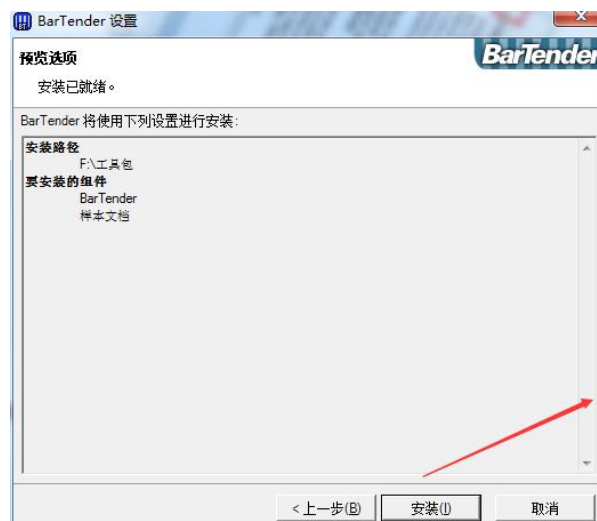 BarTender 设置
预览选项
BarTender
安装已就绪。
BarTender 将使用下列设置进行安装:
安装路径
F:\工具包
要安装的组件
BarTender
样本文档
<上一步(B)
安装(I)
取消